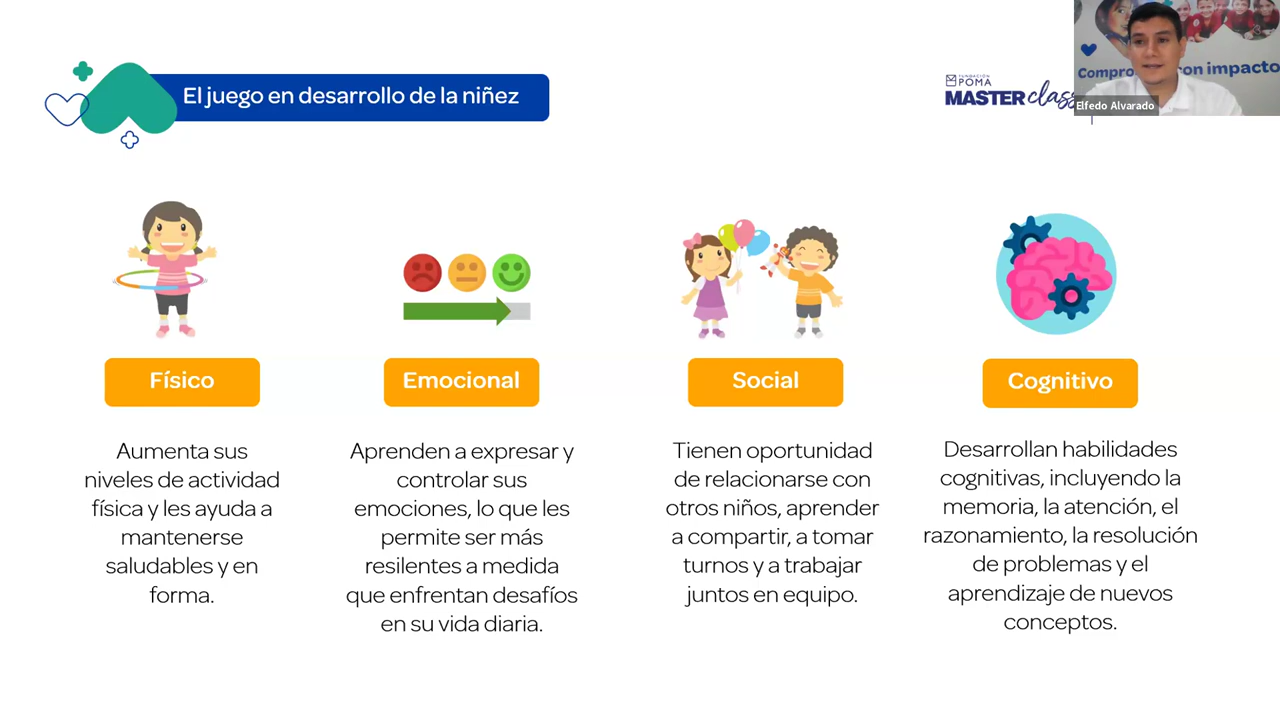 El juego en desarrollo de la niñez
FUNDACIÓN
POMA
MASTER class
Compro con impacto
Elfedo Alvarado
Físico
Aumenta sus
niveles de actividad
física y les ayuda a
mantenerse
saludables y en
forma.
Emocional
Aprenden a expresar y
controlar sus
emociones, lo que les
permite ser más
resilentes a medida
que enfrentan desafíos
en su vida diaria.
Social
Tienen oportunidad
de relacionarse con
otros niños, aprender
a compartir, a tomar
turnos y a trabajar
juntos en equipo.
Cognitivo
Desarrollan habilidades
cognitivas, incluyendo la
memoria, la atención, el
razonamiento, la resolución
de problemas y el
aprendizaje de nuevos
conceptos.